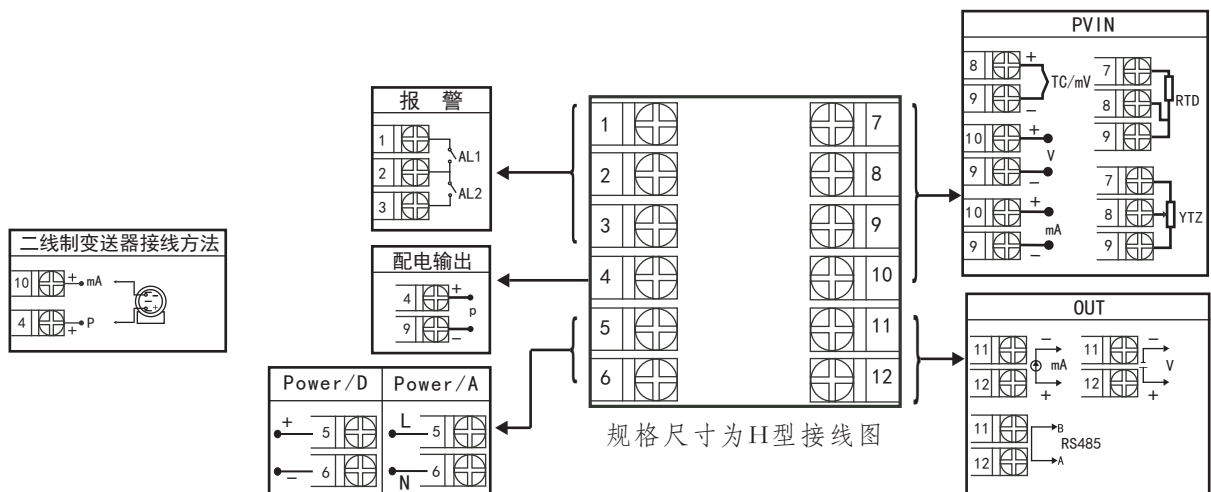 PVIN
8 + 7
TC/mV
9 - 8 RTD
10 + 9
V
9 - 7
10 + 8 YTZ
mA
9 - 9
报 警
1
AL1
2
AL2
3
1 7
2 8
3 9
4 10
5 11
6 12
二线制变送器接线方法
10 + mA
- +
4 + P
配电输出
4 +
p
9 -
Power/D Power/A
+ 5 L 5
- 6 N 6
规格尺寸为H型接线图
OUT
11 - 11 -
mA V
12 + 12 +
11 B
RS485
12 A